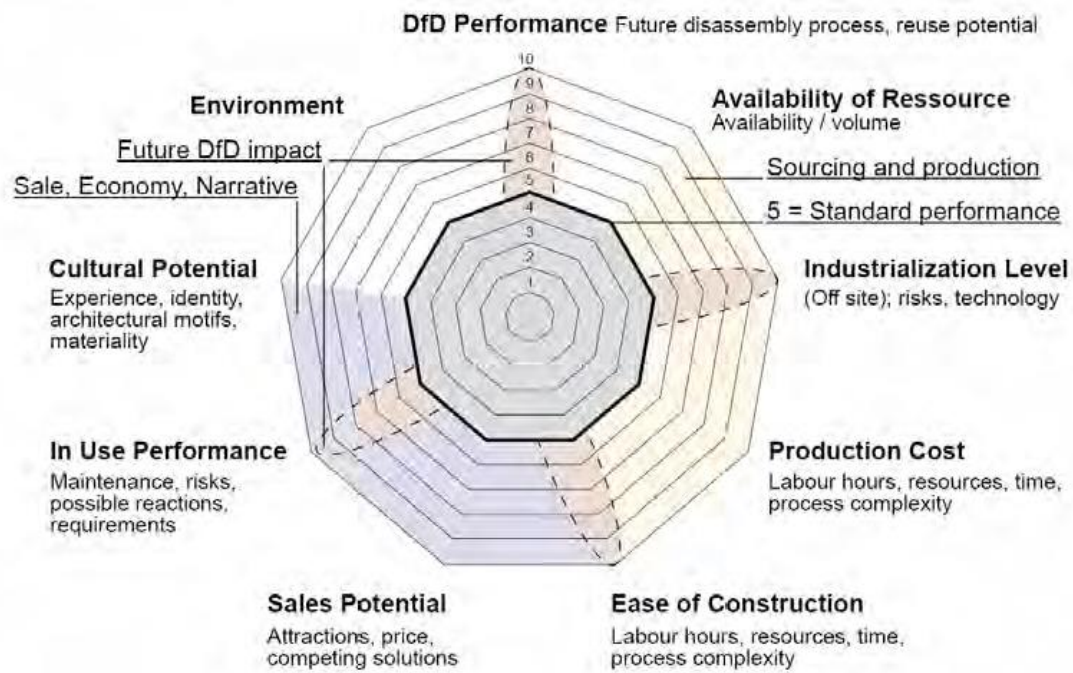 DfD Performance Future disassembly process, reuse potential
10
9
8
7
6
5
4
3
2
1
Environment
Availability of Ressource
Availability / volume
Future DfD impact
Sourcing and production
Sale, Economy, Narrative
5 = Standard performance
Cultural Potential
Experience, identity,
architectural motifs,
materiality
Industrialization Level
(Off site); risks, technology
In Use Performance
Maintenance, risks,
possible reactions,
requirements
Production Cost
Labour hours, resources, time,
process complexity
Sales Potential
Attractions, price,
competing solutions
Ease of Construction
Labour hours, resources, time,
process complexity